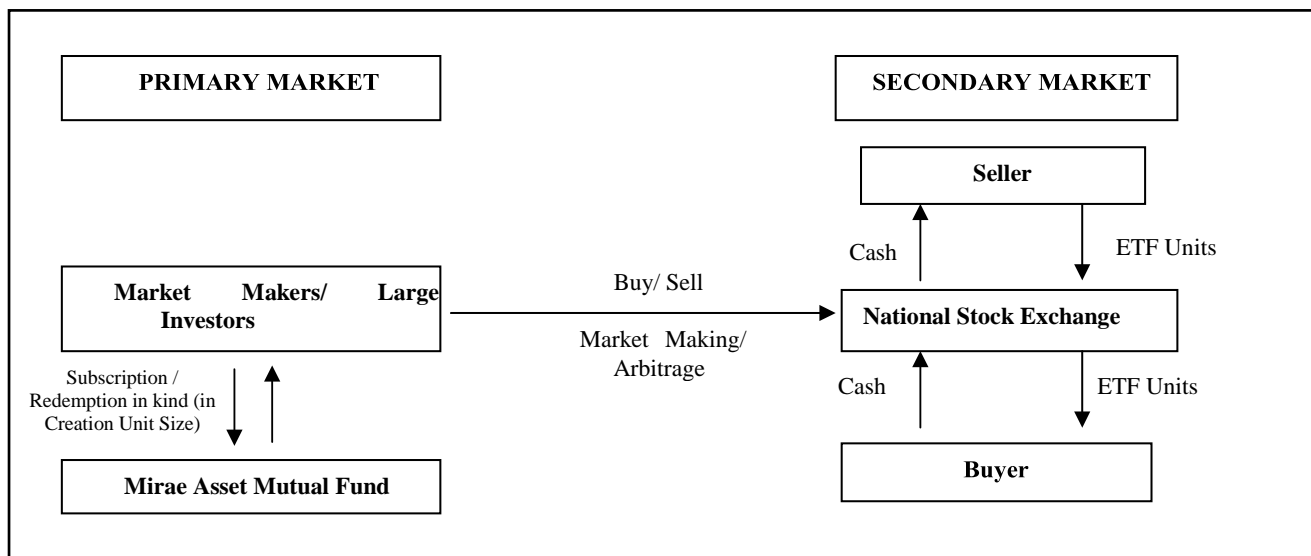 PRIMARY MARKET
SECONDARY MARKET
Seller
Cash
ETF Units
Market Makers/ Large
Investors
Buy/ Sell
Market Making/
Arbitrage
National Stock Exchange
Subscription /
Redemption in kind (in
Creation Unit Size)
Cash
ETF Units
Mirae Asset Mutual Fund
Buyer